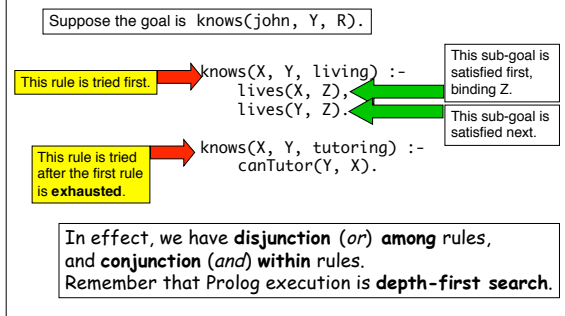 Suppose the goal is knows(john, Y, R).
This rule is tried first.
knows(X, Y, living) :-
lives(X, Z),
lives(Y, Z).
This sub-goal is
satisfied first,
binding Z.
This sub-goal is
satisfied next.
This rule is tried
after the first rule
is exhausted.
knows(X, Y, tutoring) :-
canTutor(Y, X).
In effect, we have disjunction (or) among rules,
and conjunction (and) within rules.
Remember that Prolog execution is depth-first search.